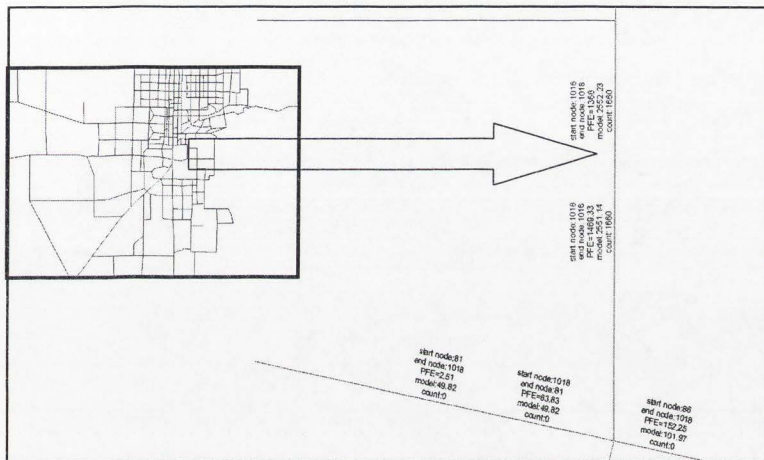 start node:1016
end node:1018
PFE=1368
model:2552.23
count:1660
start node:1018
end node:1016
PFE=1469.33
model:2551.14
count:1660
start node:81
end node:1018
PFE=2.51
model:49.82
count:0
start node:1018
end node:81
PFE=63.83
model:49.82
count:0
start node:86
end node:1018
PFE=152.25
model:101.97
count:0